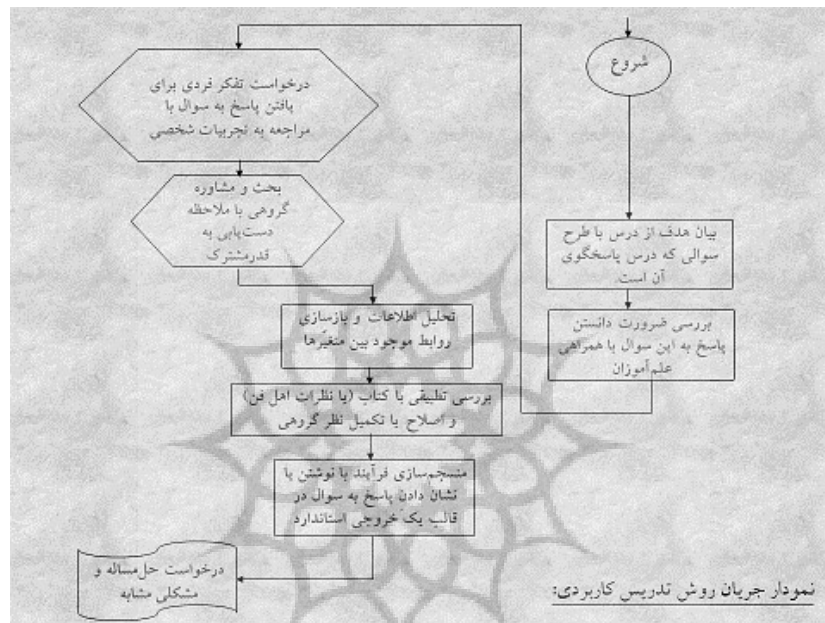 نمودار جریان روش تدریس کاربردی:
شروع
بیان هدف از درس با طرح
سوالی که درس پاسخگوی
آن است.
بررسی ضرورت دانستن
پاسخ به این سوال با همراهی
علم‌آموزان
درخواست تفکر فردی برای
یافتن پاسخ به سوال با
مراجعه به تجربیات شخصی
بحث و مشاوره
گروهی با ملاحظه
دست‌یابی به
قدرمشترک
تحلیل اطلاعات و بازسازی
روابط موجود بین متغیّرها
بررسی تطبیقی با کتاب (یا نظرات اهل فن)
و اصلاح یا تکمیل نظر گروهی
منسجم‌سازی فرآیند با نوشتن یا
نشان دادن پاسخ به سوال در
قالب یک خروجی استاندارد
درخواست حل‌مساله و
مشکلی مشابه